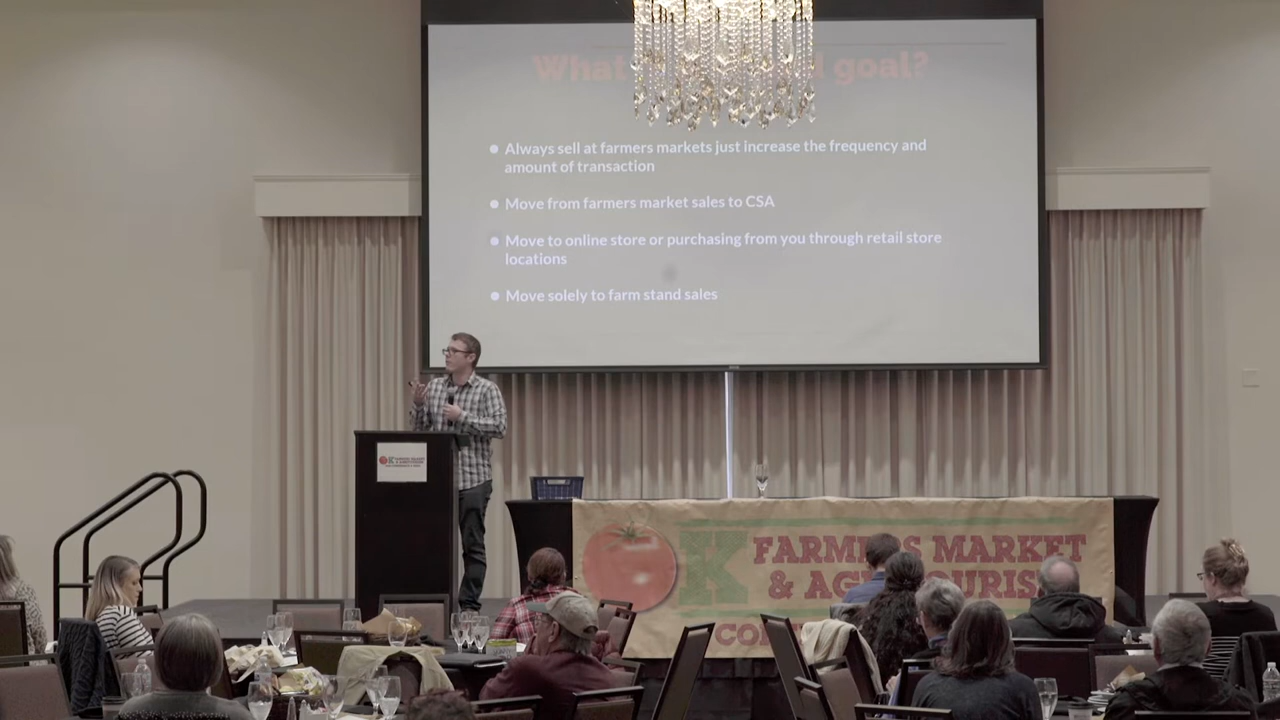 What goal?
Always sell at farmers markets just increase the frequency and
amount of transaction
Move from farmers market sales to CSA
Move to online store or purchasing from you through retail store
locations
Move solely to farm stand sales
K
FARMERS MARKET
&